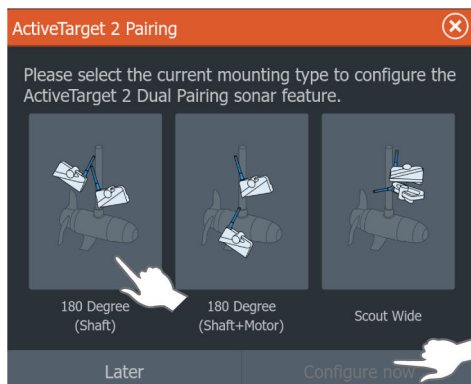 ActiveTarget 2 Pairing
Please select the current mounting type to configure the
ActiveTarget 2 Dual Pairing sonar feature.
180 Degree
(Shaft)
180 Degree
(Shaft+Motor)
Scout Wide
Later
Configure now